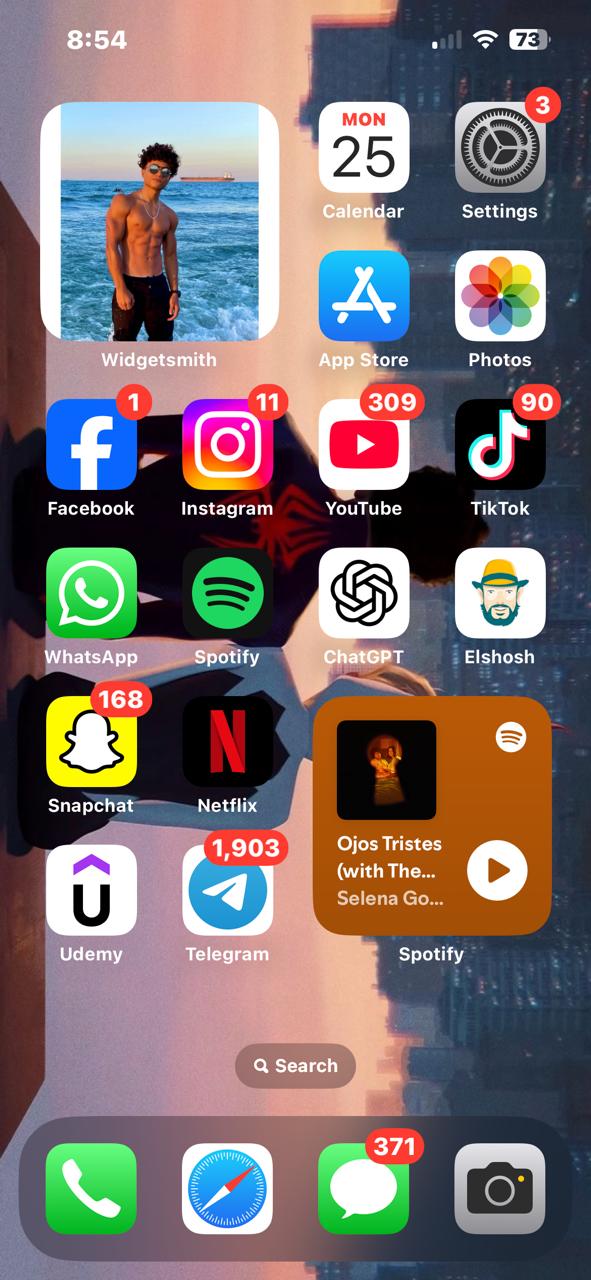 8:54
73
MON
25
3
Calendar
Settings
Widgetsmith
App Store
Photos
1
11
309
90
Facebook
Instagram
YouTube
TikTok
WhatsApp
Spotify
ChatGPT
Elshosh
168
Snapchat
Netflix
Ojos Tristes
(with The...
Selena Go...
1,903
Udemy
Telegram
Spotify
Search
371